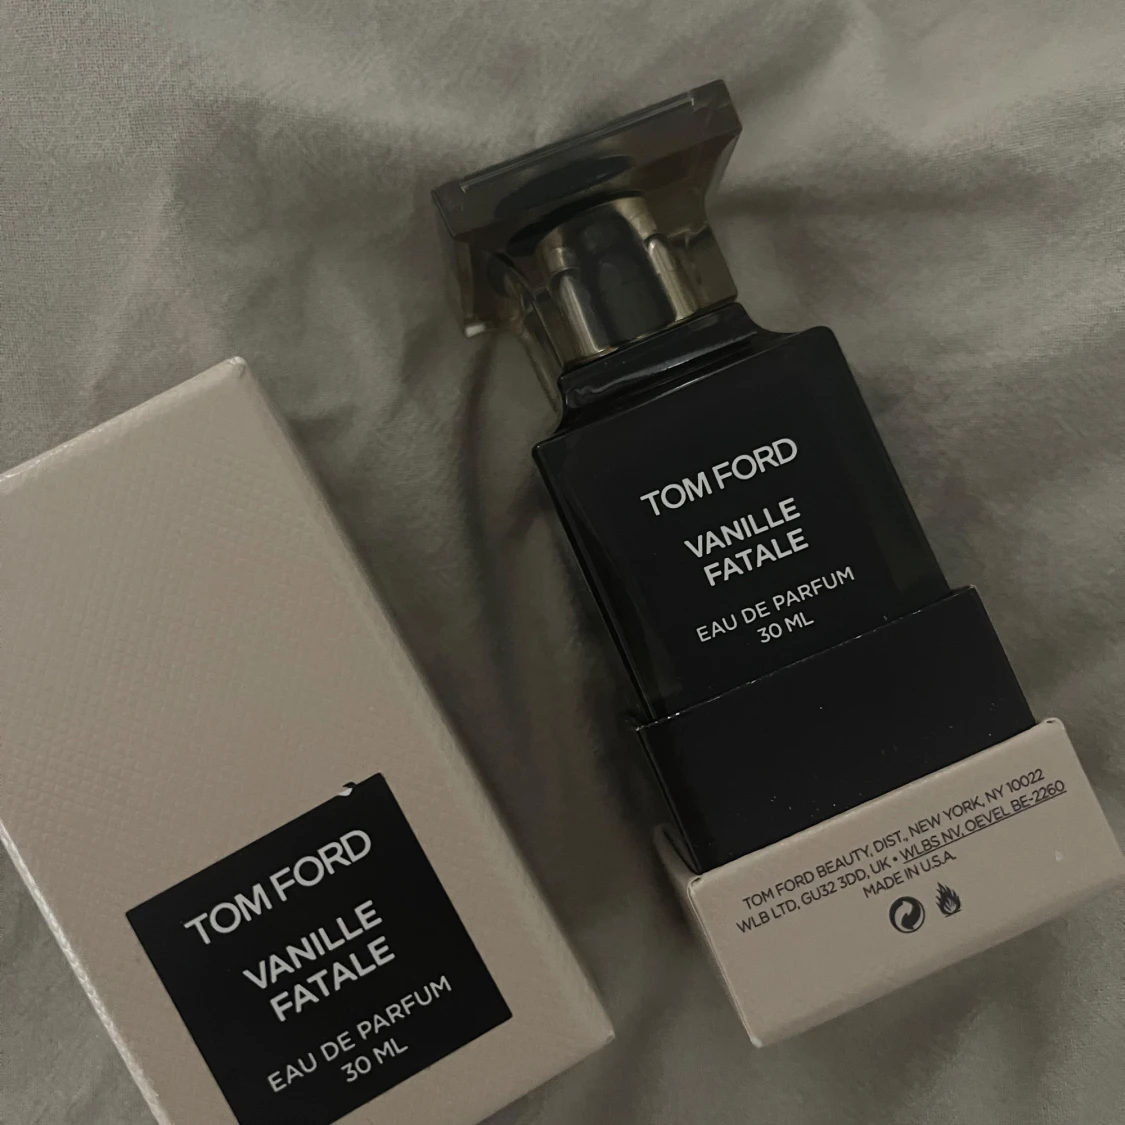 TOM FORD
VANILLE
FATALE
EAU DE PARFUM
30 ML
TOM FORD BEAUTY, DIST., NEW YORK, NY 10022
WLB LTD, GU32 3DD, UK • WLBS NV, OEVEL BE-2260
MADE IN U.S.A.
TOM FORD
VANILLE
FATALE
EAU DE PARFUM
30 ML